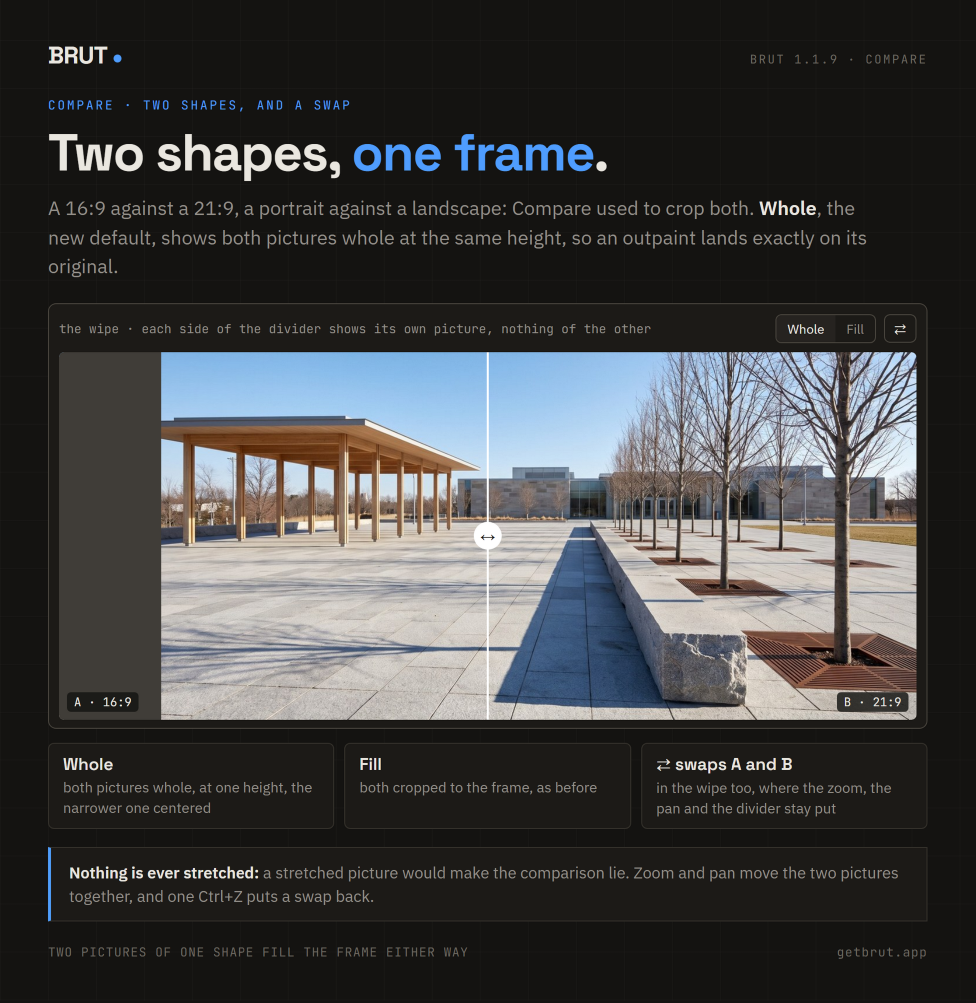 BRUT
BRUT 1.1.9 · COMPARE
COMPARE · TWO SHAPES, AND A SWAP
Two shapes, one frame.
A 16:9 against a 21:9, a portrait against a landscape: Compare used to crop both. Whole, the
new default, shows both pictures whole at the same height, so an outpaint lands exactly on its
original.
the wipe · each side of the divider shows its own picture, nothing of the other
Whole Fill ⇄
↔
A · 16:9
B · 21:9
Whole
both pictures whole, at one height, the
narrower one centered
Fill
both cropped to the frame, as before
⇄ swaps A and B
in the wipe too, where the zoom, the
pan and the divider stay put
Nothing is ever stretched: a stretched picture would make the comparison lie. Zoom and pan move the two pictures
together, and one Ctrl+Z puts a swap back.
TWO PICTURES OF ONE SHAPE FILL THE FRAME EITHER WAY
getbrut.app